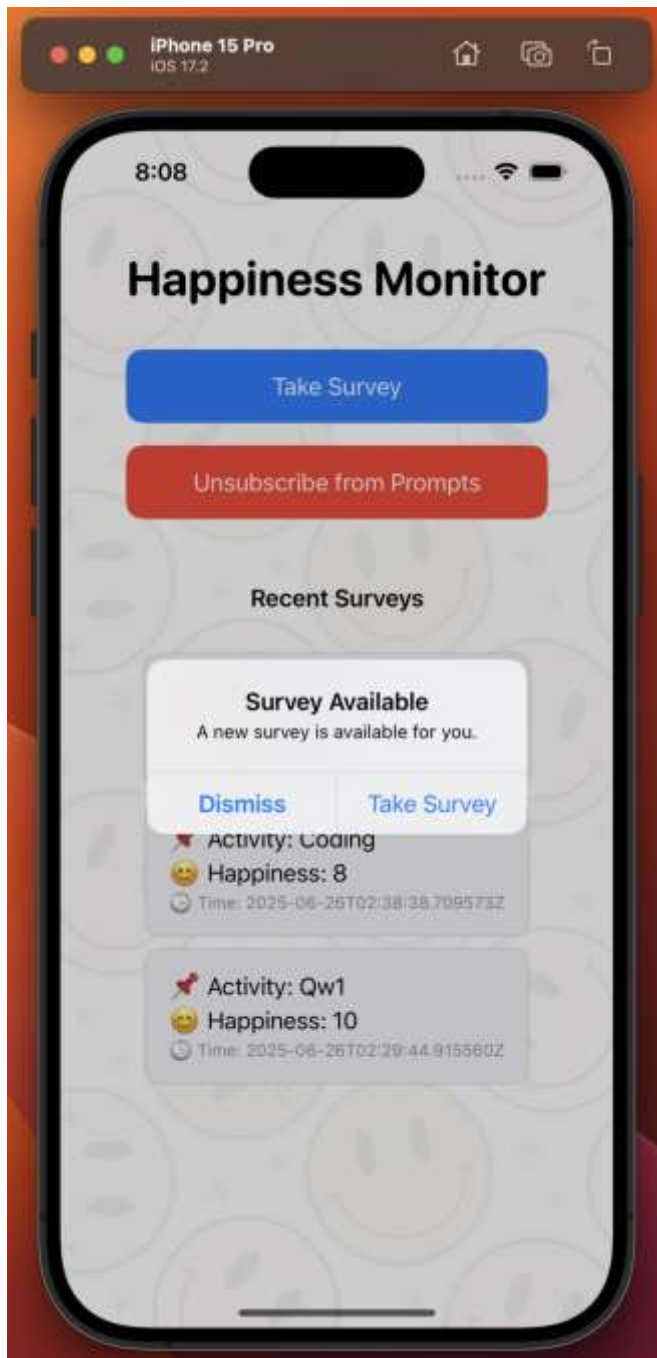 iPhone 15 Pro
iOS 17.2
8:08
Happiness Monitor
Take Survey
Unsubscribe from Prompts
Recent Surveys
Survey Available
A new survey is available for you.
Dismiss Take Survey
Activity: Coding
Happiness: 8
Time: 2025-06-26T02:38:38.709573Z
Activity: Qw1
Happiness: 10
Time: 2025-06-26T02:29:44.915560Z